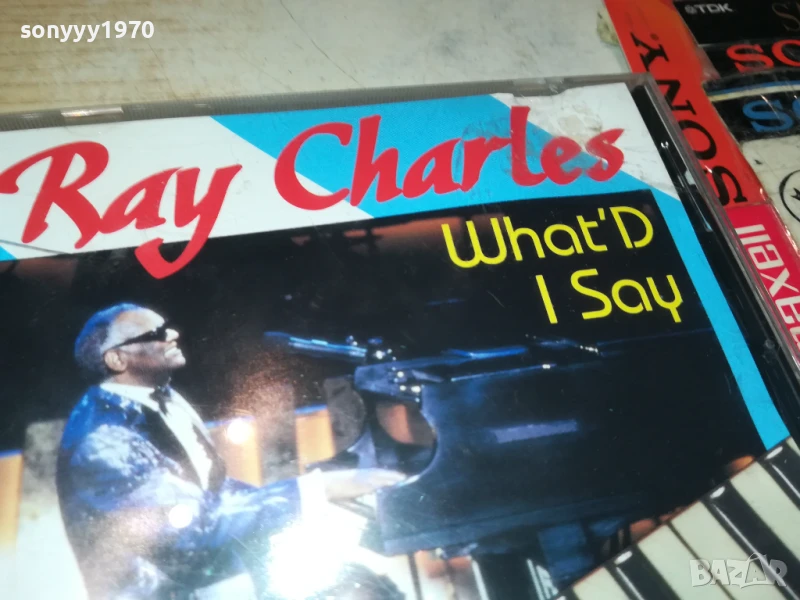 sonyyy1970
TDK
Ray Charles
What'D
I Say
SONY
maxell
BAZAR